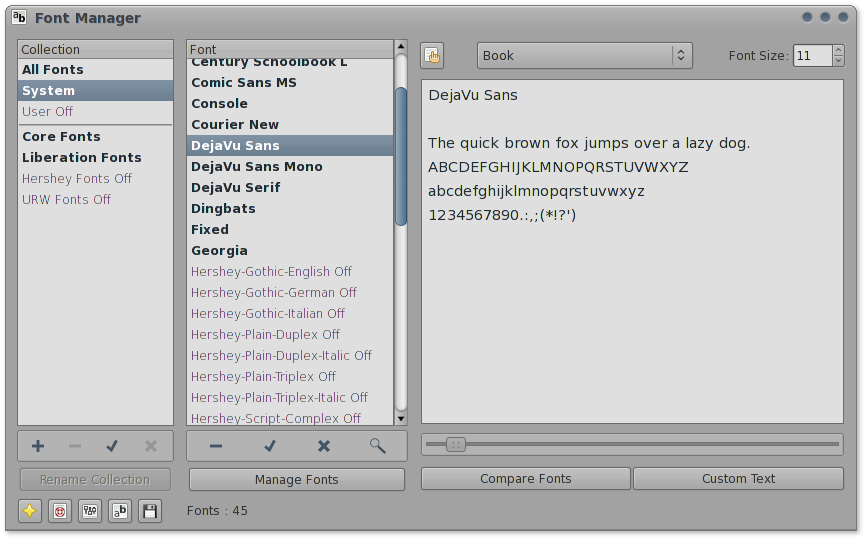 Font Manager
Collection
All Fonts
System
User Off
Core Fonts
Liberation Fonts
Hershey Fonts Off
URW Fonts Off
Rename Collection
Font
Century Schoolbook L
Comic Sans MS
Console
Courier New
DejaVu Sans
DejaVu Sans Mono
DejaVu Serif
Dingbats
Fixed
Georgia
Hershey-Gothic-English Off
Hershey-Gothic-German Off
Hershey-Gothic-Italian Off
Hershey-Plain-Duplex Off
Hershey-Plain-Duplex-Italic Off
Hershey-Plain-Triplex Off
Hershey-Plain-Triplex-Italic Off
Hershey-Script-Complex Off
Manage Fonts
Fonts : 45
Book
Font Size: 11
DejaVu Sans
The quick brown fox jumps over a lazy dog.
ABCDEFGHIJKLMNOPQRSTUVWXYZ
abcdefghijklmnopqrstuvwxyz
1234567890.:,;(*!?')
Compare Fonts
Custom Text